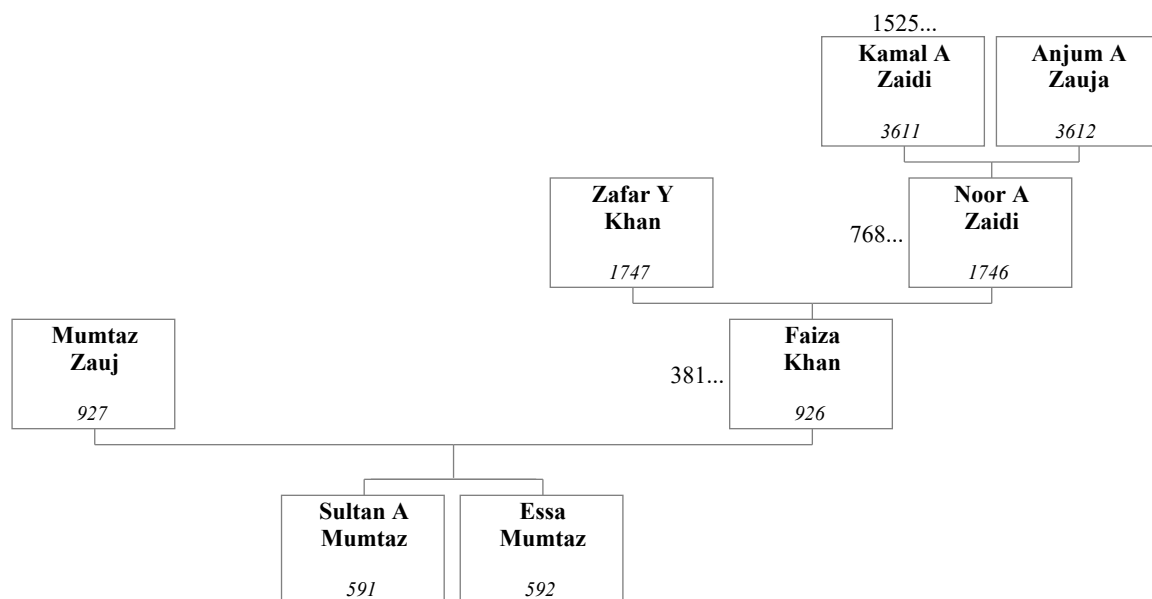 1525...
Kamal A
Zaidi
3611
Anjum A
Zauja
3612
Zafar Y
Khan
1747
768...
Noor A
Zaidi
1746
Mumtaz
Zauj
927
381...
Faiza
Khan
926
Sultan A
Mumtaz
591
Essa
Mumtaz
592